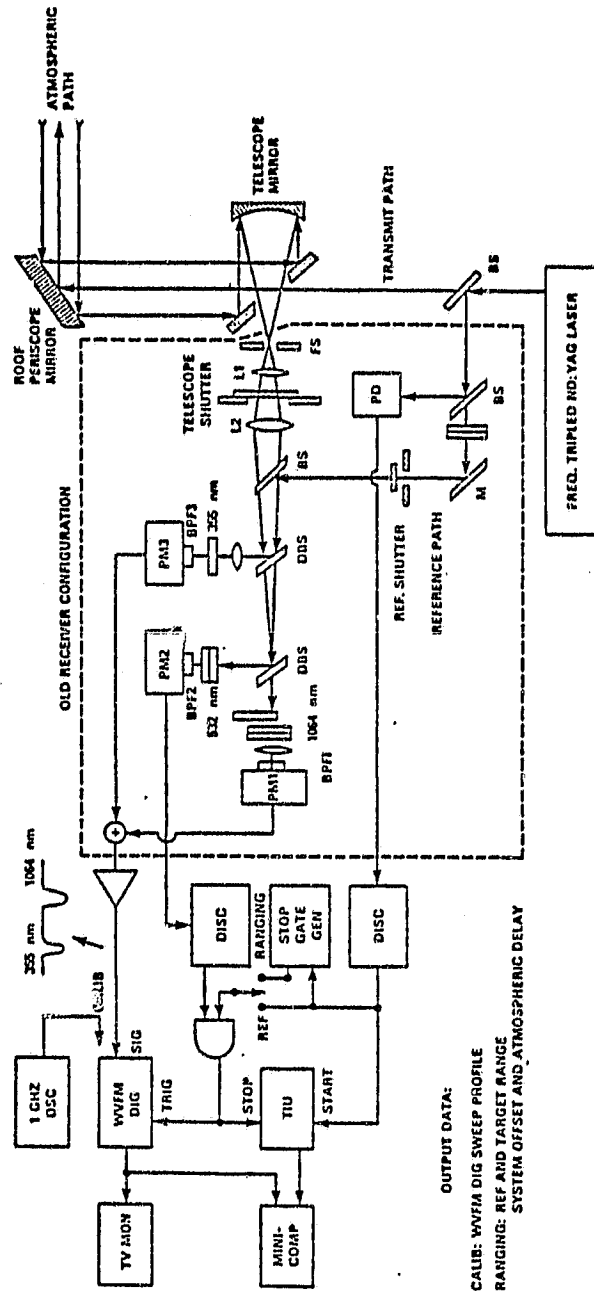 ATMOSPHERIC
PATH
ROOF
PERISCOPE
MIRROR
TELESCOPE
MIRROR
TRANSMIT PATH
BS
FREQ. TRIPLED ND:YAG LASER
OLD RECEIVER CONFIGURATION
TELESCOPE
SHUTTER
FS
L1
L2
BS
PD
BS
M
REF. SHUTTER
REFERENCE PATH
PM3
BPF3
355 nm
DBS
PM2
BPF2
532 nm
DBS
1064 nm
PM1
BPF1
+
355 nm
1064 nm
1 GHZ
OSC
CALIB
SIG
WVFM
DIG
TRIG
DISC
RANGING
STOP
GATE
GEN
REF
DISC
STOP
TIU
START
TV MON
MINI-
COMP
OUTPUT DATA:
CALIB: WVFM DIG SWEEP PROFILE
RANGING: REF AND TARGET RANGE
SYSTEM OFFSET AND ATMOSPHERIC DELAY